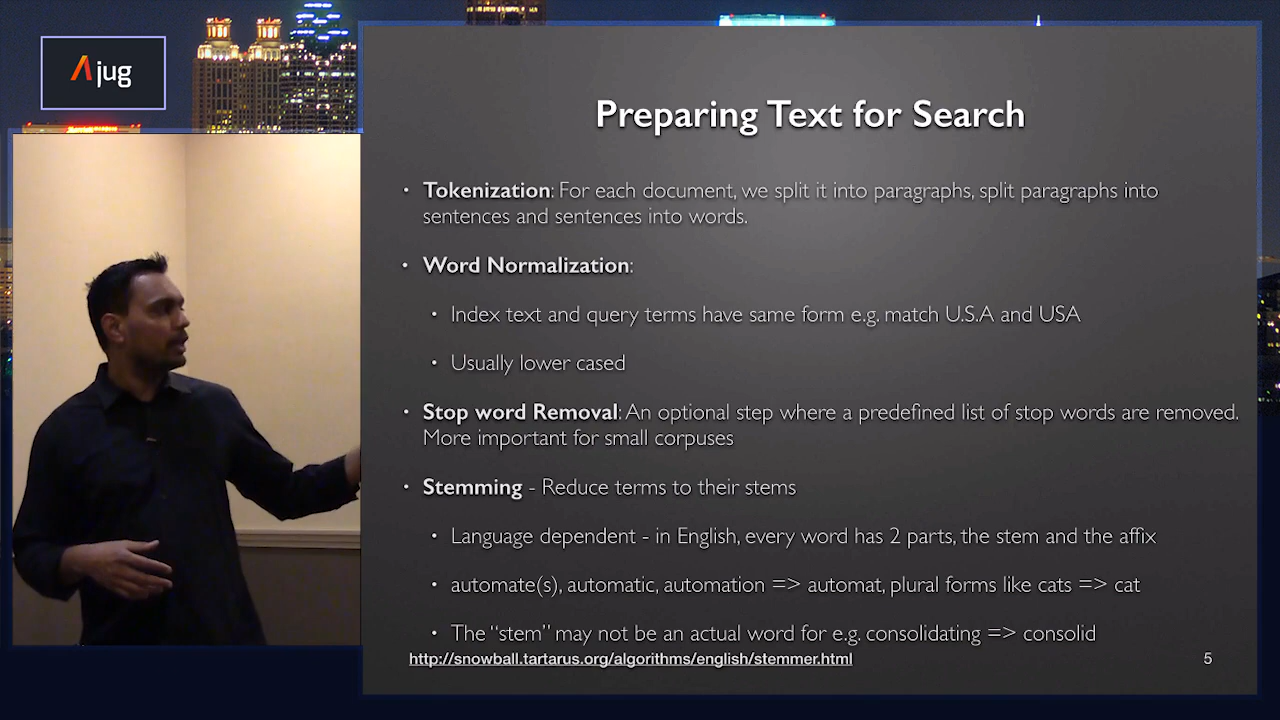 jug
Preparing Text for Search
• Tokenization: For each document, we split it into paragraphs, split paragraphs into
sentences and sentences into words.
• Word Normalization:
• Index text and query terms have same form e.g. match U.S.A and USA
• Usually lower cased
• Stop word Removal: An optional step where a predefined list of stop words are removed.
More important for small corpuses
• Stemming - Reduce terms to their stems
• Language dependent - in English, every word has 2 parts, the stem and the affix
• automate(s), automatic, automation => automat, plural forms like cats => cat
• The “stem” may not be an actual word for e.g. consolidating => consolid
http://snowball.tartarus.org/algorithms/english/stemmer.html
5